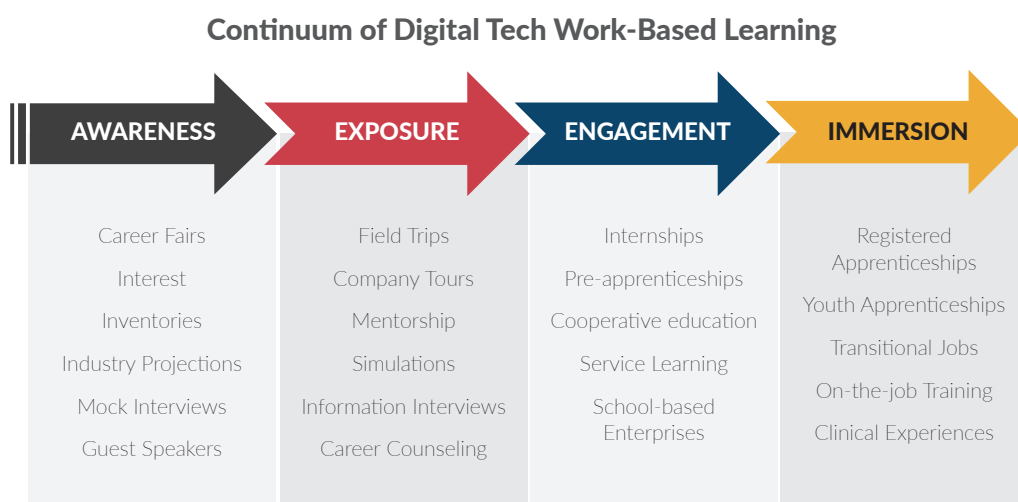 Continuum of Digital Tech Work-Based Learning
AWARENESS
Career Fairs
Interest
Inventories
Industry Projections
Mock Interviews
Guest Speakers
EXPOSURE
Field Trips
Company Tours
Mentorship
Simulations
Information Interviews
Career Counseling
ENGAGEMENT
Internships
Pre-apprenticeships
Cooperative education
Service Learning
School-based
Enterprises
IMMERSION
Registered
Apprenticeships
Youth Apprenticeships
Transitional Jobs
On-the-job Training
Clinical Experiences